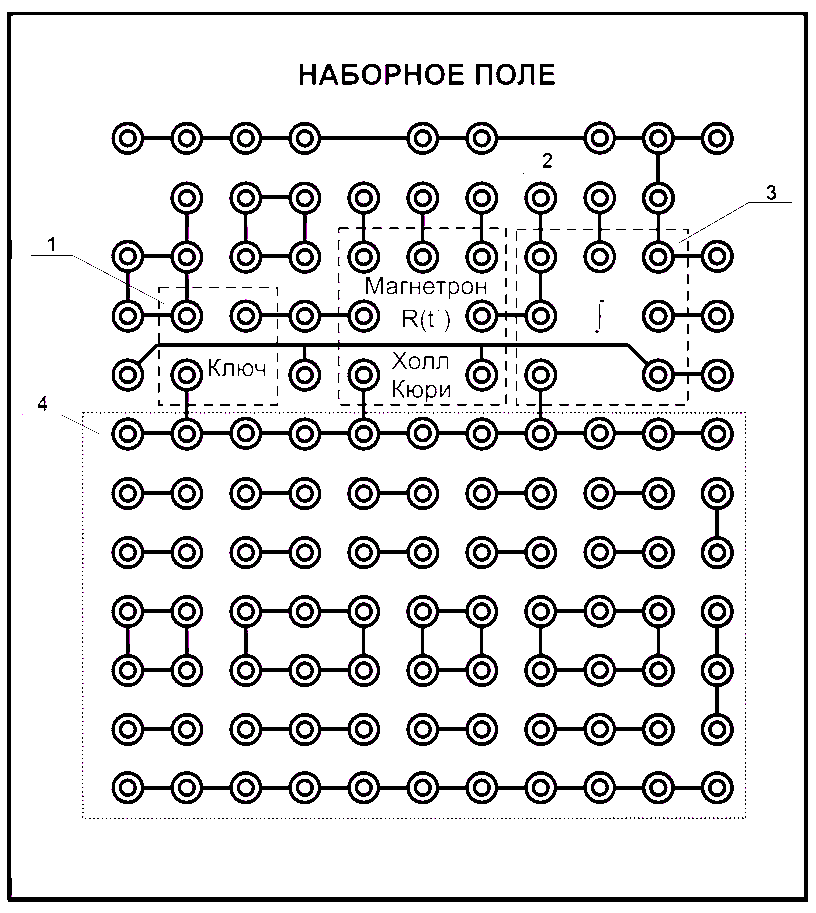 НАБОРНОЕ ПОЛЕ
2
3
1
Магнетрон
R(t°)
∫
Ключ
Холл
Кюри
4